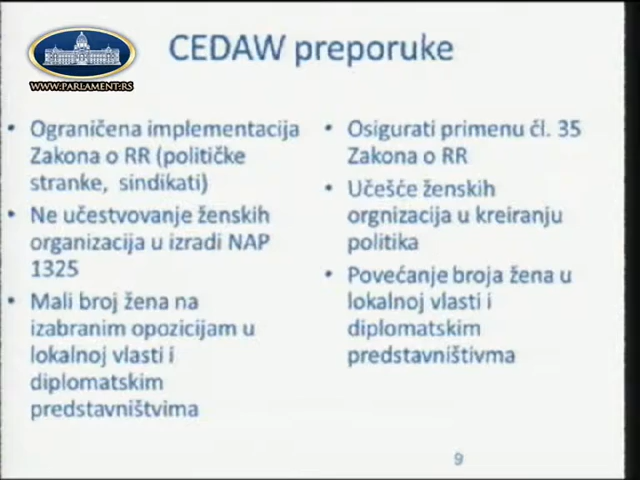 CEDAW preporuke
WWW.PARLAMENT.RS
• Ograničena implementacija
Zakona o RR (političke
stranke, sindikati)
• Ne učestvovanje ženskih
organizacija u izradi NAP
1325
• Mali broj žena na
izabranim opozicijam u
lokalnoj vlasti i
diplomatskim
predstavništvima
• Osigurati primenu čl. 35
Zakona o RR
• Učešće ženskih
orgnizacija u kreiranju
politika
• Povećanje broja žena u
lokalnoj vlasti i
diplomatskim
predstavništivma
9